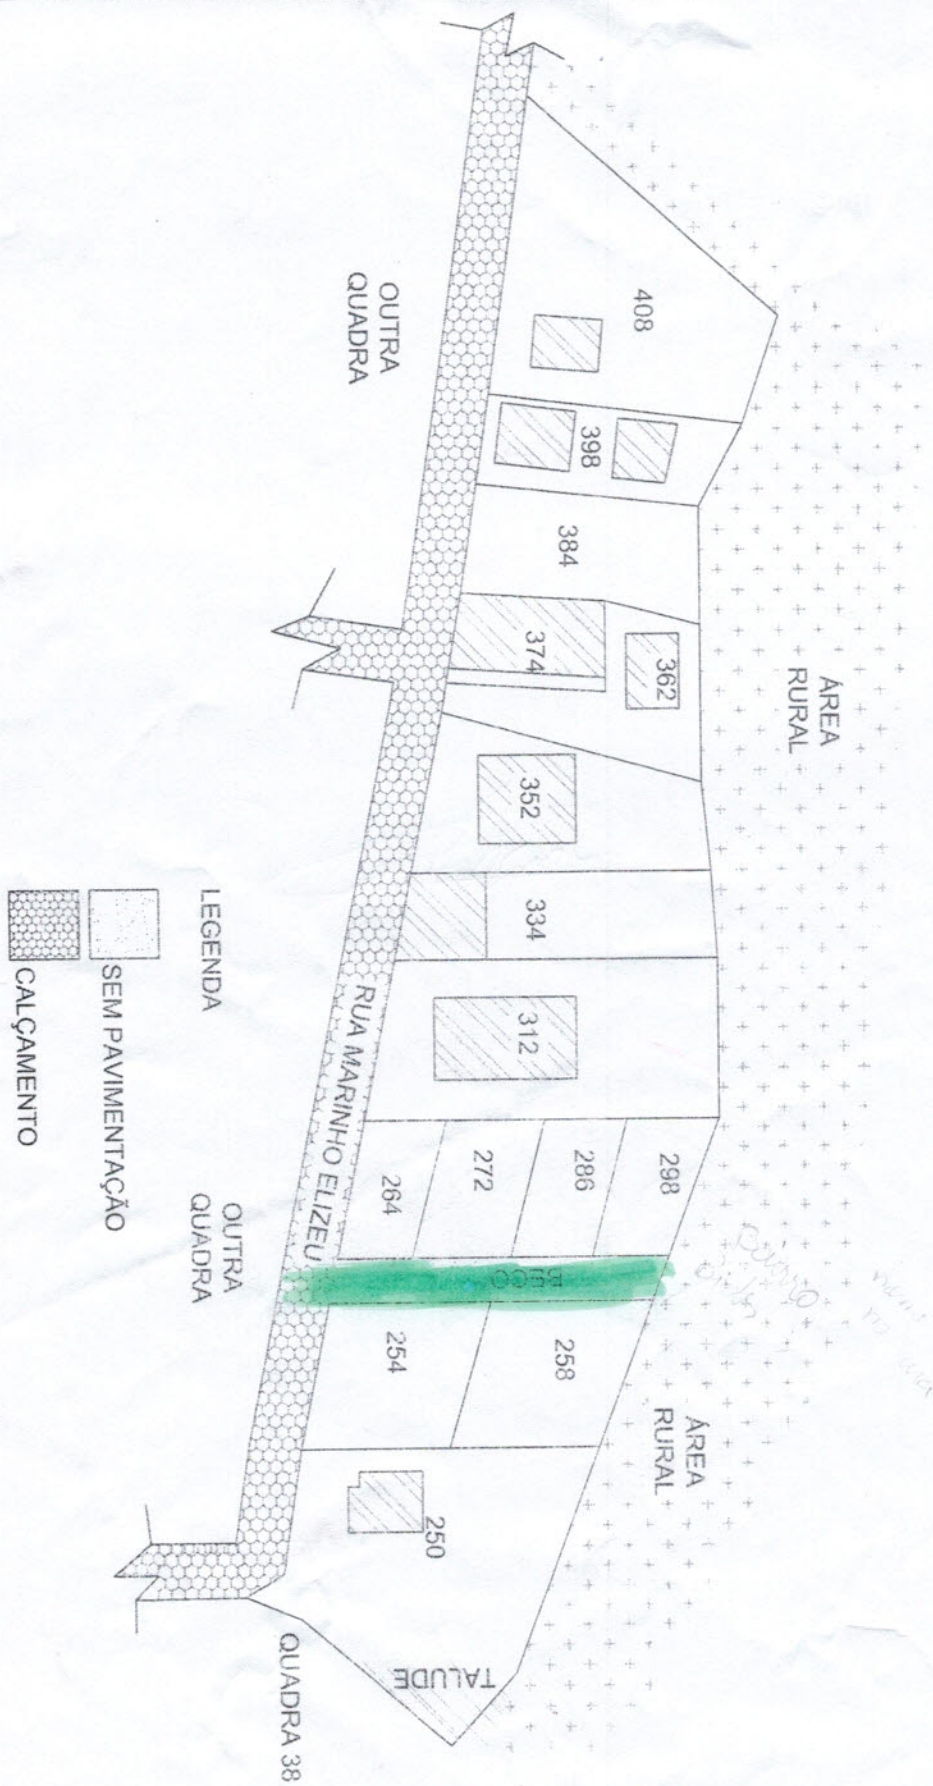 OUTRA
QUADRA
408
398
384
374
362
ÁREA
RURAL
352
334
312
RUA MARINHO ELIZEU
298
286
272
264
BECO
254
258
ÁREA
RURAL
250
TALUDE
QUADRA 38
OUTRA
QUADRA
LEGENDA
SEM PAVIMENTAÇÃO
CALÇAMENTO